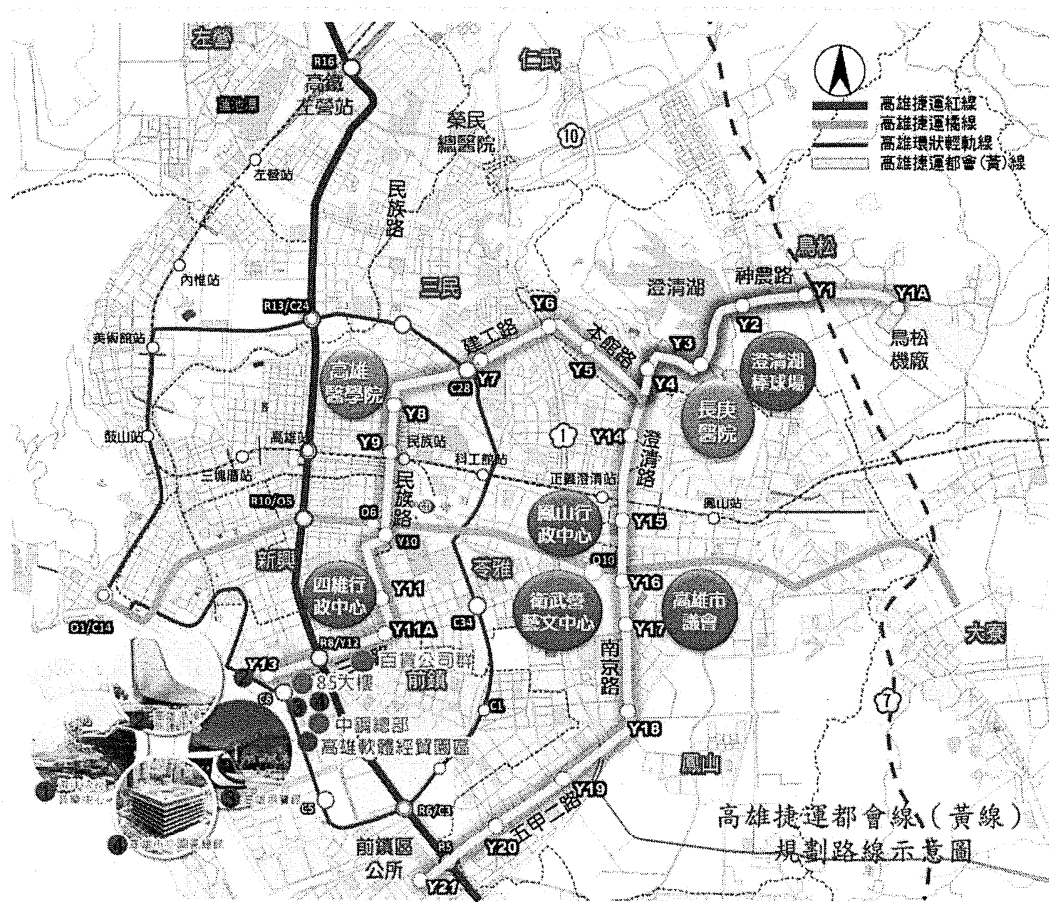 左營
R16
高鐵
左營站
仁武
榮民
總醫院
10
高雄捷運紅線
高雄捷運橘線
高雄環狀輕軌線
高雄捷運都會(黃)線
左營站
民族路
內惟站
三民
澄清湖
神農路
鳥松
Y1
Y1A
鳥松
機廠
R13/C24
Y6
Y2
美術館站
建工路
本館路
Y3
Y5
Y4
高雄
醫學院
C28
Y7
澄清湖
棒球場
長庚
醫院
Y8
鼓山站
高雄站
Y9
民族站
1
Y14
澄清路
三塊厝站
科工館站
民族路
正義澄清站
鳳山站
R10/O5
O6
Y10
鳳山行
政中心
Y15
新興
苓雅
O10
Y16
四維行
政中心
Y11
衛武營
藝文中心
高雄市
議會
O1/C14
C34
Y17
大寮
R8/Y12
Y11A
Y13
百貨公司群
前鎮
南京路
85大樓
C1
7
中鋼總部
高雄軟體經貿園區
Y18
鳳山
C5
R6/C3
Y19
五甲二路
前鎮區
公所
R5
Y20
Y21
高雄捷運都會線(黃線)
規劃路線示意圖